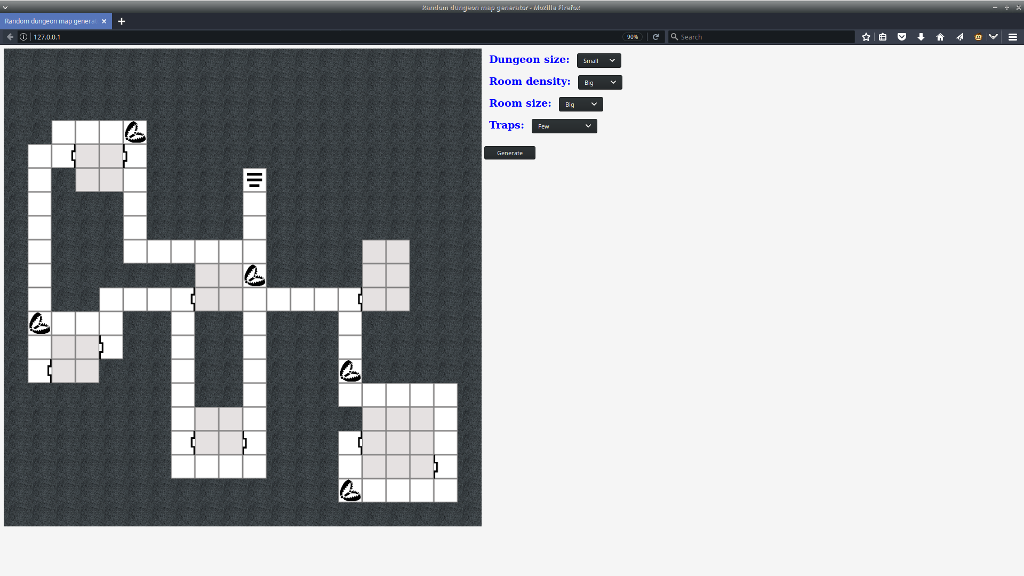 Random dungeon map generator - Mozilla Firefox
Random dungeon map genera
127.0.0.1
90%
Search
Dungeon size: Small
Room density: Big
Room size: Big
Traps: Few
Generate